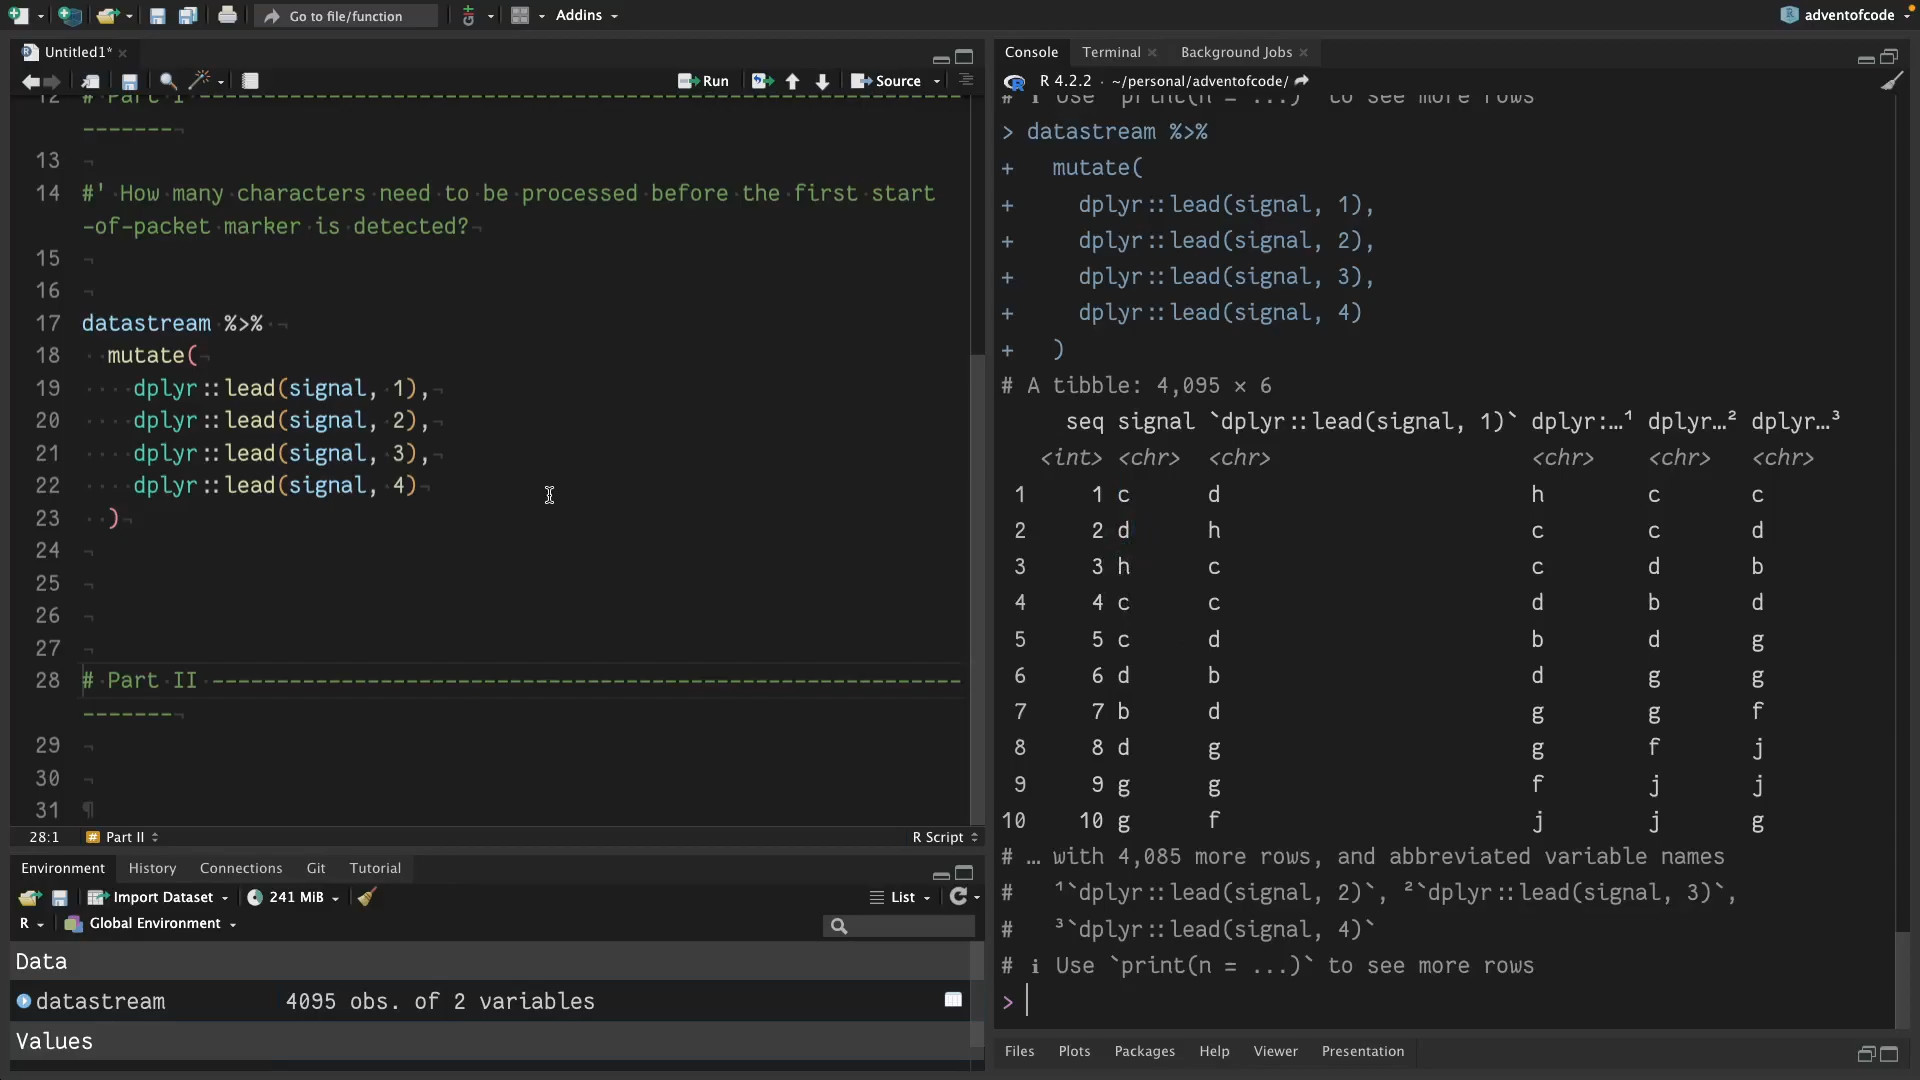 Go to file/function
Addins
adventofcode
Untitled1*
Run
Source
12 # Part I --------------------------------------------------------------
-------
13
14 #' How many characters need to be processed before the first start
-of-packet marker is detected?
15
16
17 datastream %>%
18 mutate(
19 dplyr::lead(signal, 1),
20 dplyr::lead(signal, 2),
21 dplyr::lead(signal, 3),
22 dplyr::lead(signal, 4)
23 )
24
25
26
27
28 # Part II ----------------------------------------------------------
-------
29
30
31
28:1 # Part II R Script
Environment History Connections Git Tutorial
Import Dataset 241 MiB List
R Global Environment
Data
datastream 4095 obs. of 2 variables
Values
Console Terminal Background Jobs
R 4.2.2 · ~/personal/adventofcode/
# ℹ Use `print(n = ...)` to see more rows
> datastream %>%
+ mutate(
+ dplyr::lead(signal, 1),
+ dplyr::lead(signal, 2),
+ dplyr::lead(signal, 3),
+ dplyr::lead(signal, 4)
+ )
# A tibble: 4,095 × 6
seq signal `dplyr::lead(signal, 1)` dplyr:…¹ dplyr…² dplyr…³
<int> <chr> <chr> <chr> <chr> <chr>
1 1 c d h c c
2 2 d h c c d
3 3 h c c d b
4 4 c c d b d
5 5 c d b d g
6 6 d b d g g
7 7 b d g g f
8 8 d g g f j
9 9 g g f j j
10 10 g f j j g
# … with 4,085 more rows, and abbreviated variable names
# ¹`dplyr::lead(signal, 2)`, ²`dplyr::lead(signal, 3)`,
# ³`dplyr::lead(signal, 4)`
# ℹ Use `print(n = ...)` to see more rows
>
Files Plots Packages Help Viewer Presentation